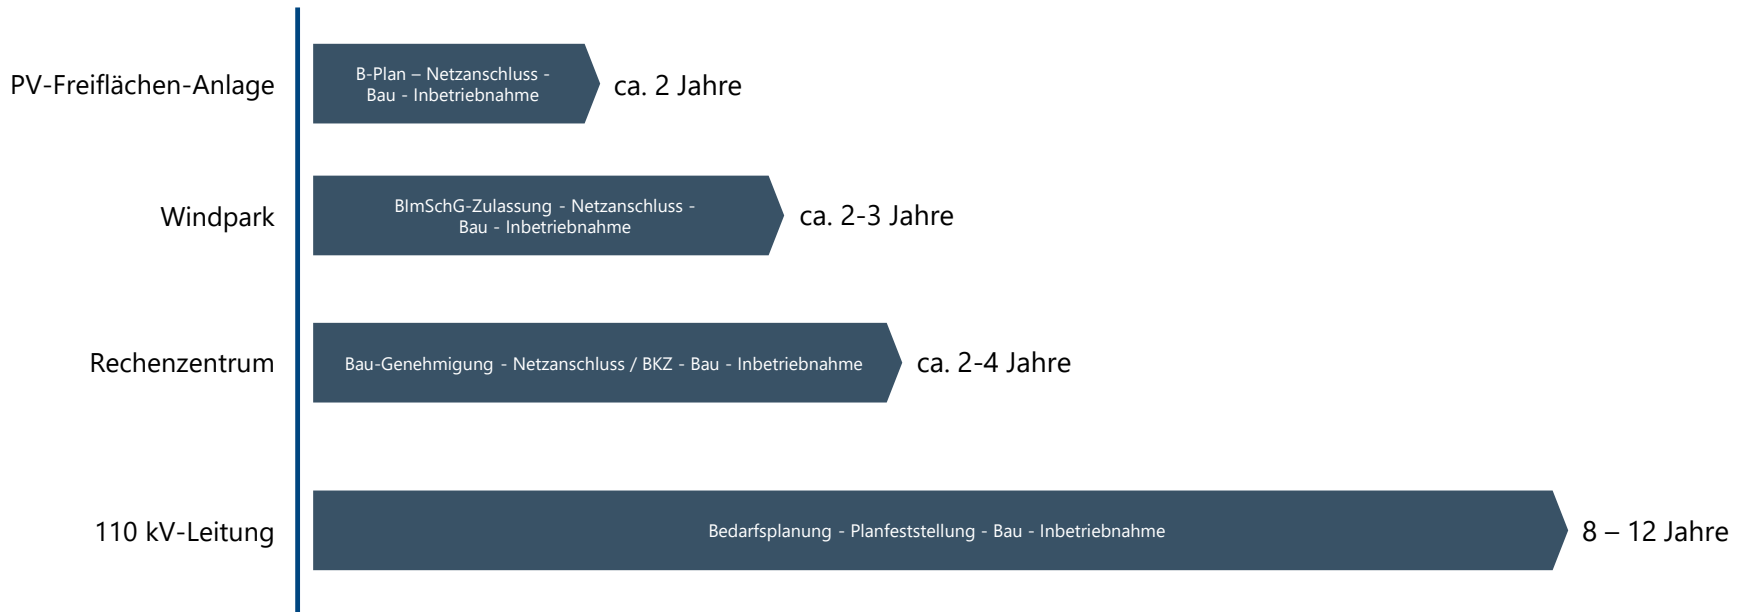 PV-Freiflächen-Anlage
B-Plan – Netzanschluss -
Bau - Inbetriebnahme
ca. 2 Jahre
Windpark
BImSchG-Zulassung - Netzanschluss -
Bau - Inbetriebnahme
ca. 2-3 Jahre
Rechenzentrum
Bau-Genehmigung - Netzanschluss / BKZ - Bau - Inbetriebnahme
ca. 2-4 Jahre
110 kV-Leitung
Bedarfsplanung - Planfeststellung - Bau - Inbetriebnahme
8 – 12 Jahre